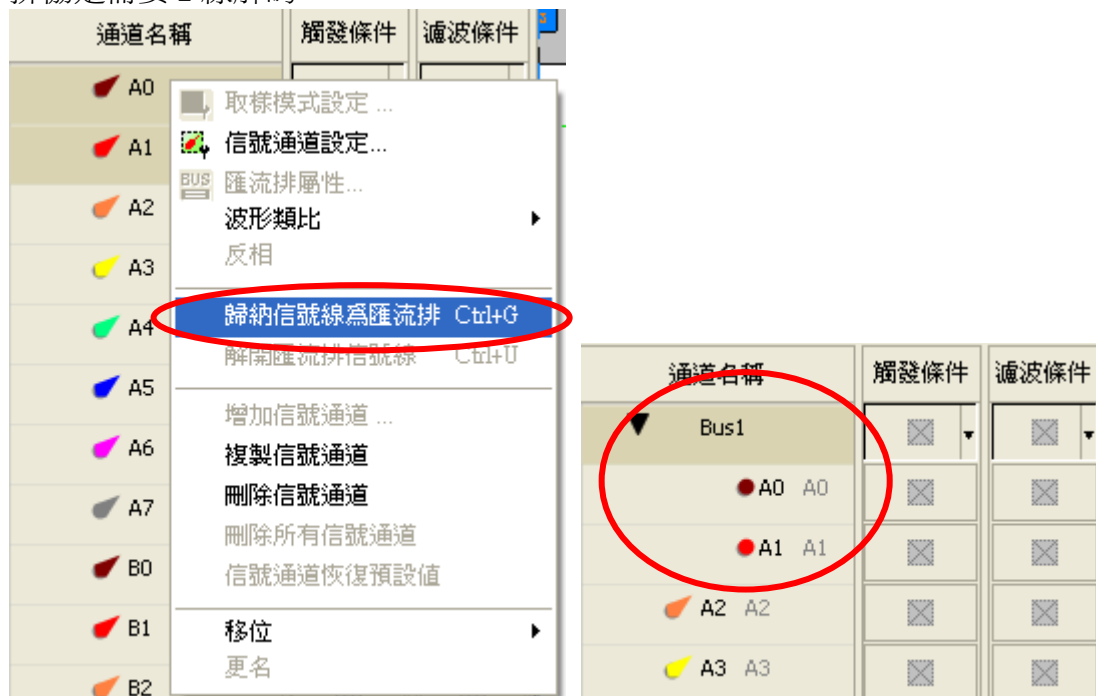 通道名稱 觸發條件 濾波條件
A0
A1
A2
A3
A4
A5
A6
A7
B0
B1
B2
取樣模式設定 ...
信號通道設定...
BUS 匯流排屬性...
波形類比
反相
歸納信號線爲匯流排 Ctrl+G
解開匯流排信號線 Ctrl+U
增加信號通道 ...
複製信號通道
刪除信號通道
刪除所有信號通道
信號通道恢復預設值
移位
更名
通道名稱 觸發條件 濾波條件
Bus1
A0 A0
A1 A1
A2 A2
A3 A3